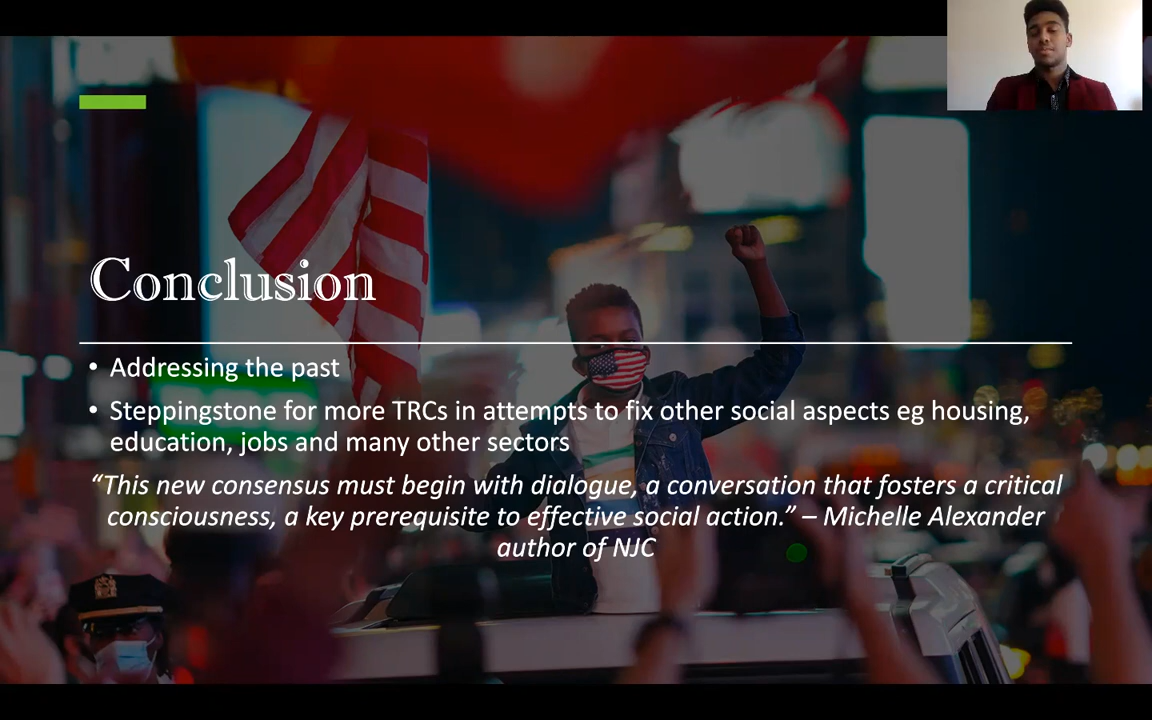 Conclusion
• Addressing the past
• Steppingstone for more TRCs in attempts to fix other social aspects eg housing,
education, jobs and many other sectors
“This new consensus must begin with dialogue, a conversation that fosters a critical
consciousness, a key prerequisite to effective social action.” – Michelle Alexander
author of NJC